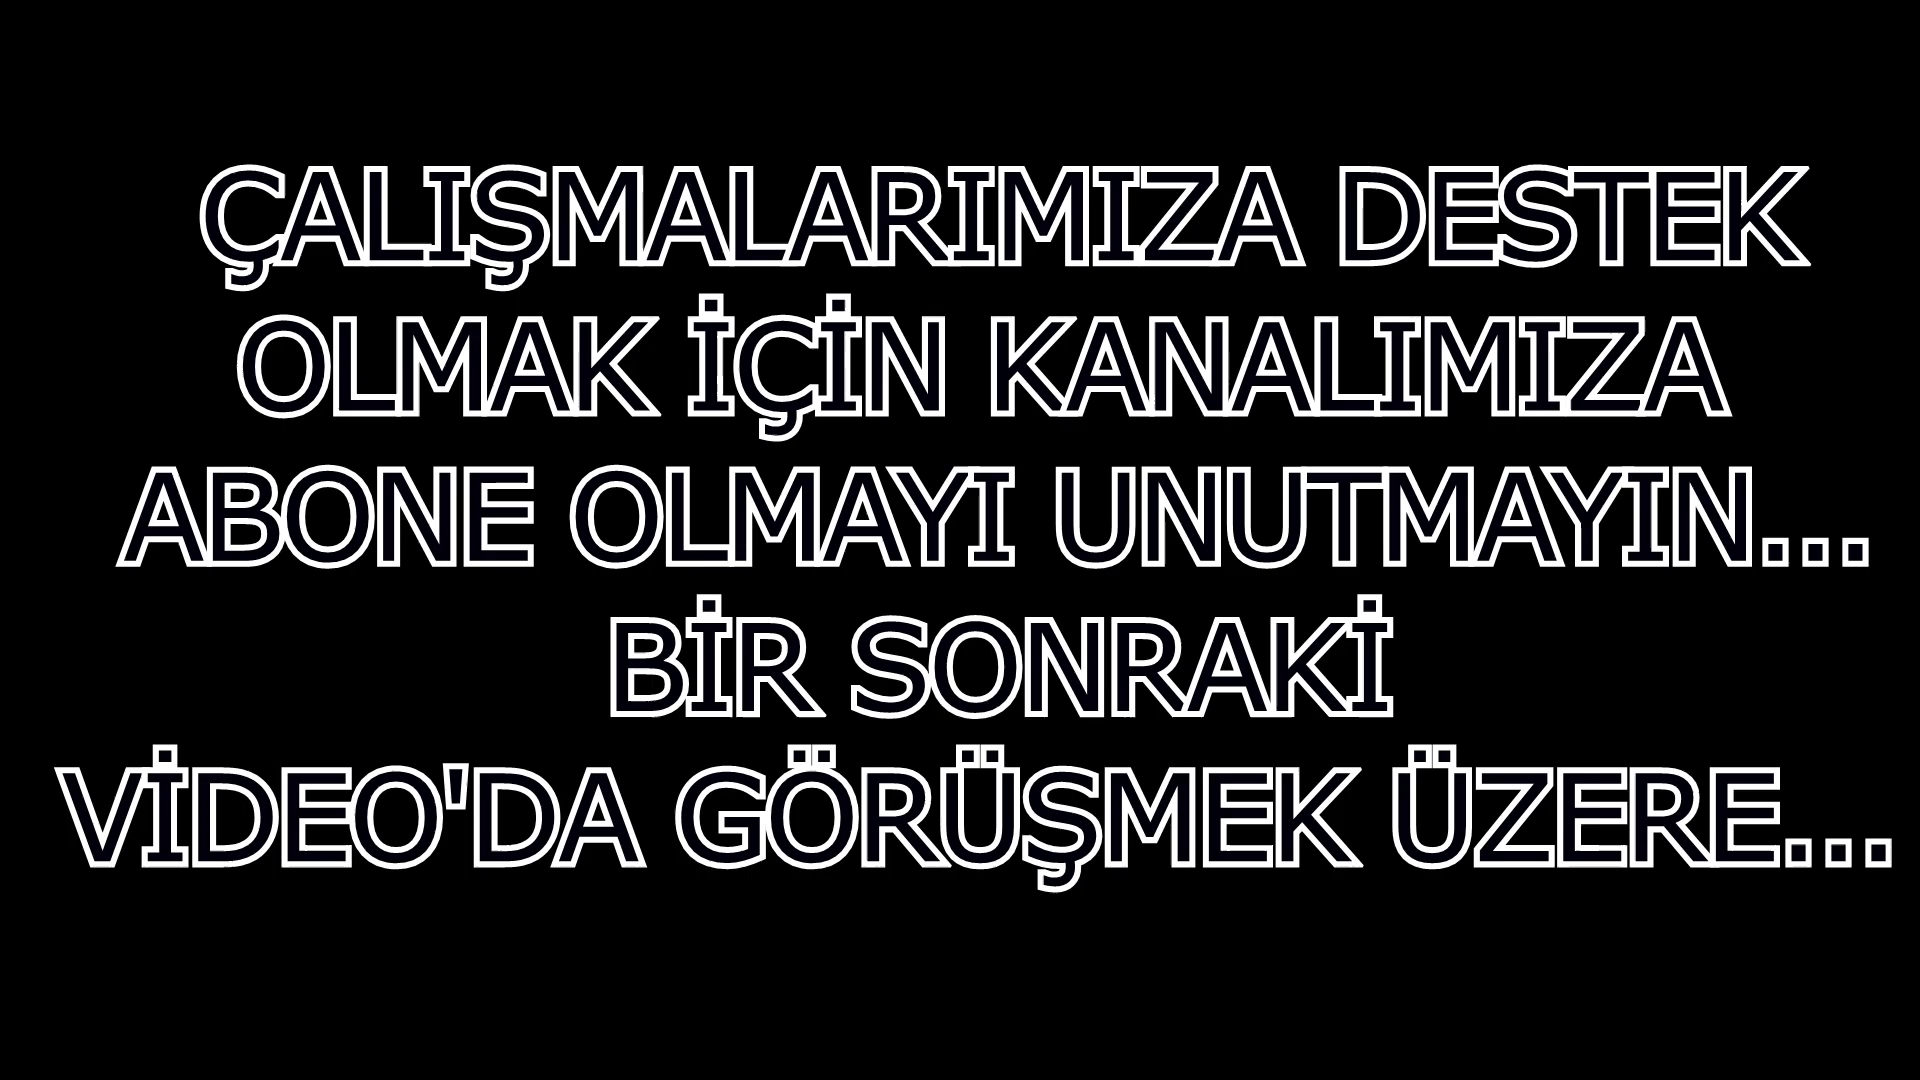 ÇALIŞMALARIMIZA DESTEK
OLMAK İÇİN KANALIMIZA
ABONE OLMAYI UNUTMAYIN...
BİR SONRAKİ
VİDEO'DA GÖRÜŞMEK ÜZERE...